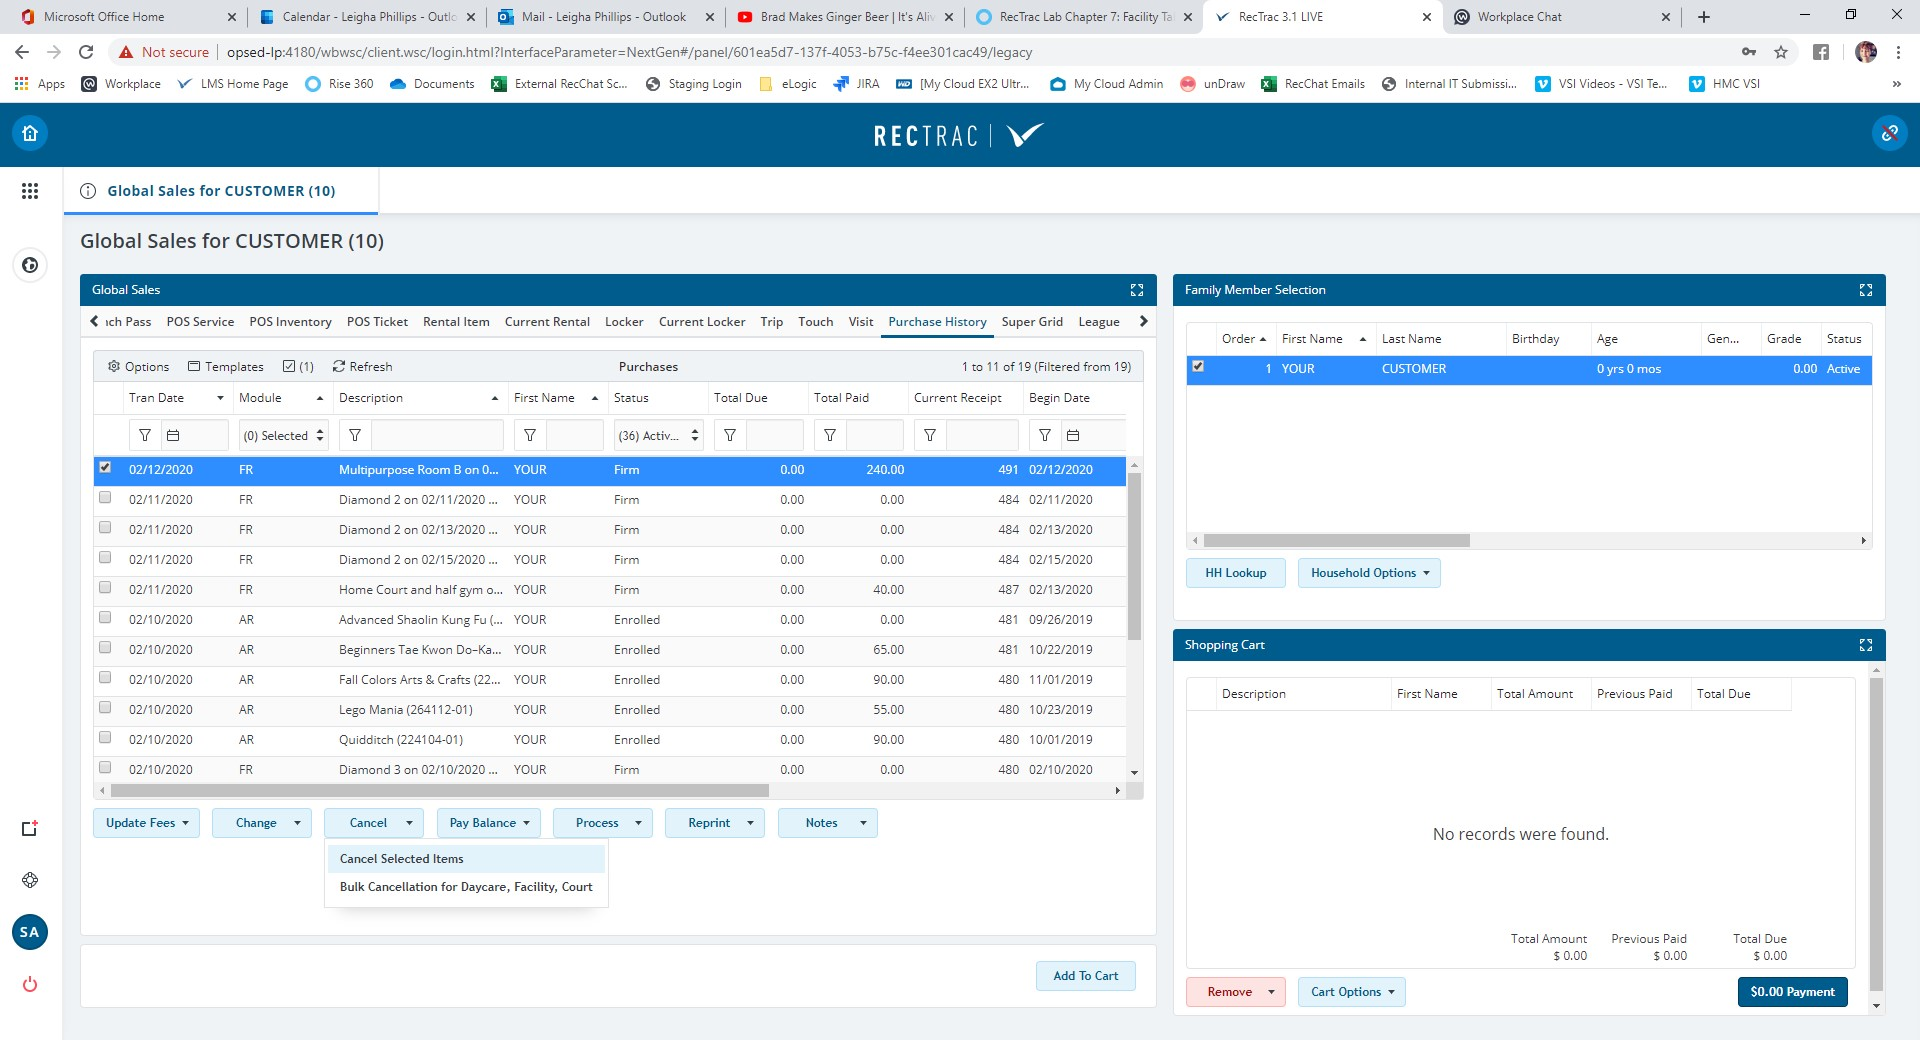 Microsoft Office Home
Calendar - Leigha Phillips - Outlo
Mail - Leigha Phillips - Outlook
Brad Makes Ginger Beer | It's Aliv
RecTrac Lab Chapter 7: Facility Ta
RecTrac 3.1 LIVE
Workplace Chat
Not secure
opsed-lp:4180/wbwsc/client.wsc/login.html?InterfaceParameter=NextGen#/panel/601ea5d7-137f-4053-b75c-f4ee301cac49/legacy
Apps
Workplace
LMS Home Page
Rise 360
Documents
External RecChat Sc...
Staging Login
eLogic
JIRA
WD
[My Cloud EX2 Ultr...
My Cloud Admin
unDraw
RecChat Emails
Internal IT Submissi...
VSI Videos - VSI Te...
HMC VSI
»
RECTRAC
Global Sales for CUSTOMER (10)
Global Sales for CUSTOMER (10)
Global Sales
nch Pass POS Service POS Inventory POS Ticket Rental Item Current Rental Locker Current Locker Trip Touch Visit Purchase History Super Grid League
Options Templates (1) Refresh Purchases 1 to 11 of 19 (Filtered from 19)
Tran Date Module Description First Name Status Total Due Total Paid Current Receipt Begin Date
(0) Selected (36) Activ...
02/12/2020 FR Multipurpose Room B on 0... YOUR Firm 0.00 240.00 491 02/12/2020
02/11/2020 FR Diamond 2 on 02/11/2020 ... YOUR Firm 0.00 0.00 484 02/11/2020
02/11/2020 FR Diamond 2 on 02/13/2020 ... YOUR Firm 0.00 0.00 484 02/13/2020
02/11/2020 FR Diamond 2 on 02/15/2020 ... YOUR Firm 0.00 0.00 484 02/15/2020
02/11/2020 FR Home Court and half gym o... YOUR Firm 0.00 40.00 487 02/13/2020
02/10/2020 AR Advanced Shaolin Kung Fu (... YOUR Enrolled 0.00 0.00 481 09/26/2019
02/10/2020 AR Beginners Tae Kwon Do–Ka... YOUR Enrolled 0.00 65.00 481 10/22/2019
02/10/2020 AR Fall Colors Arts & Crafts (22... YOUR Enrolled 0.00 90.00 480 11/01/2019
02/10/2020 AR Lego Mania (264112-01) YOUR Enrolled 0.00 55.00 480 10/23/2019
02/10/2020 AR Quidditch (224104-01) YOUR Enrolled 0.00 90.00 480 10/01/2019
02/10/2020 FR Diamond 3 on 02/10/2020 ... YOUR Firm 0.00 0.00 480 02/10/2020
Update Fees Change Cancel Pay Balance Process Reprint Notes
Cancel Selected Items
Bulk Cancellation for Daycare, Facility, Court
Add To Cart
SA
Family Member Selection
Order First Name Last Name Birthday Age Gen... Grade Status
1 YOUR CUSTOMER 0 yrs 0 mos 0.00 Active
HH Lookup Household Options
Shopping Cart
Description First Name Total Amount Previous Paid Total Due
No records were found.
Total Amount Previous Paid Total Due
$ 0.00 $ 0.00 $ 0.00
Remove Cart Options $0.00 Payment